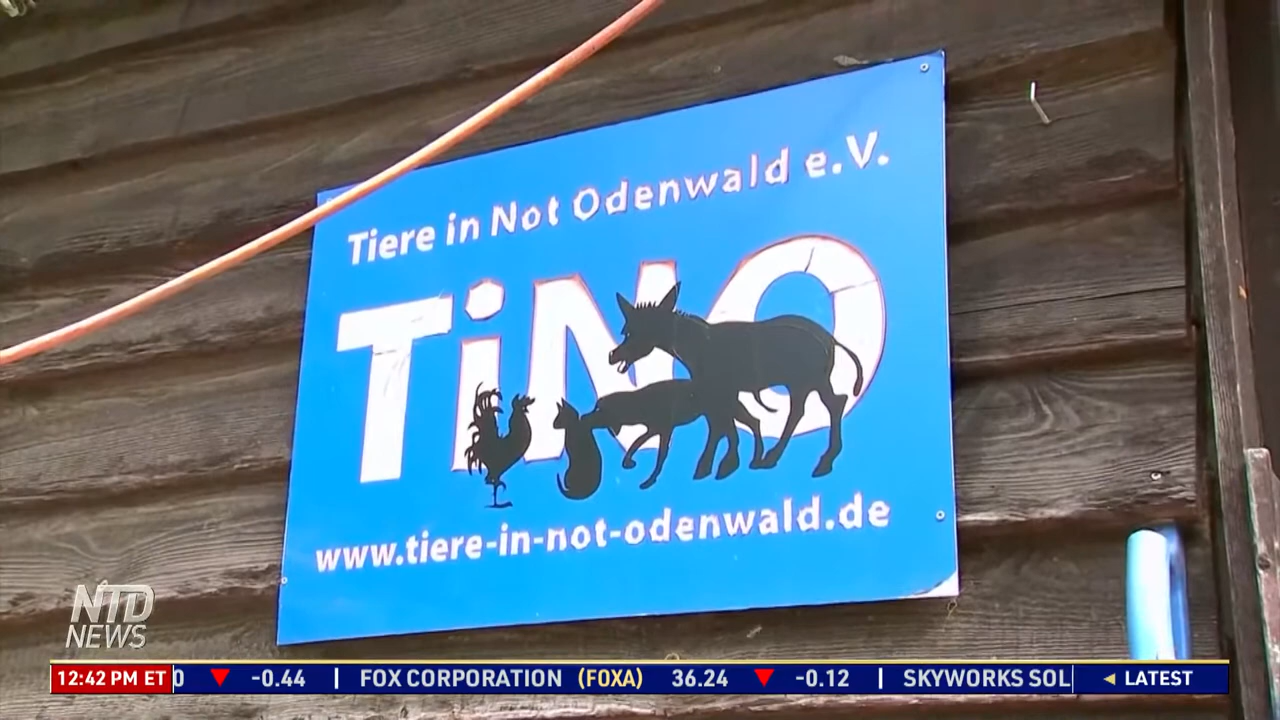 Tiere in Not Odenwald e.V.
TiNO
www.tiere-in-not-odenwald.de
NTD
NEWS
12:42 PM ET 0 ▼ -0.44 | FOX CORPORATION (FOXA) 36.24 ▼ -0.12 | SKYWORKS SOL ◄ LATEST